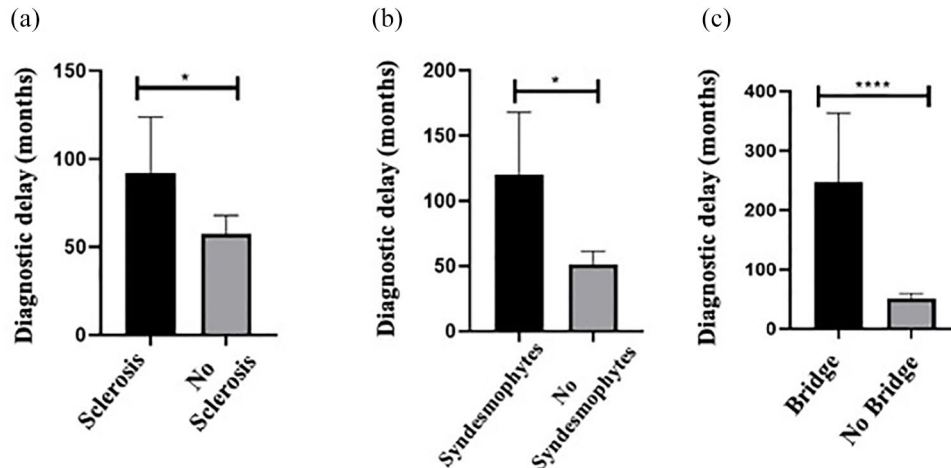 (a)
Diagnostic delay (months)
150
100
50
0
*
Sclerosis
No
Sclerosis
(b)
Diagnostic delay (months)
200
150
100
50
0
*
Syndesmophytes
No
Syndesmophytes
(c)
Diagnostic delay (months)
400
300
200
100
0
****
Bridge
No Bridge